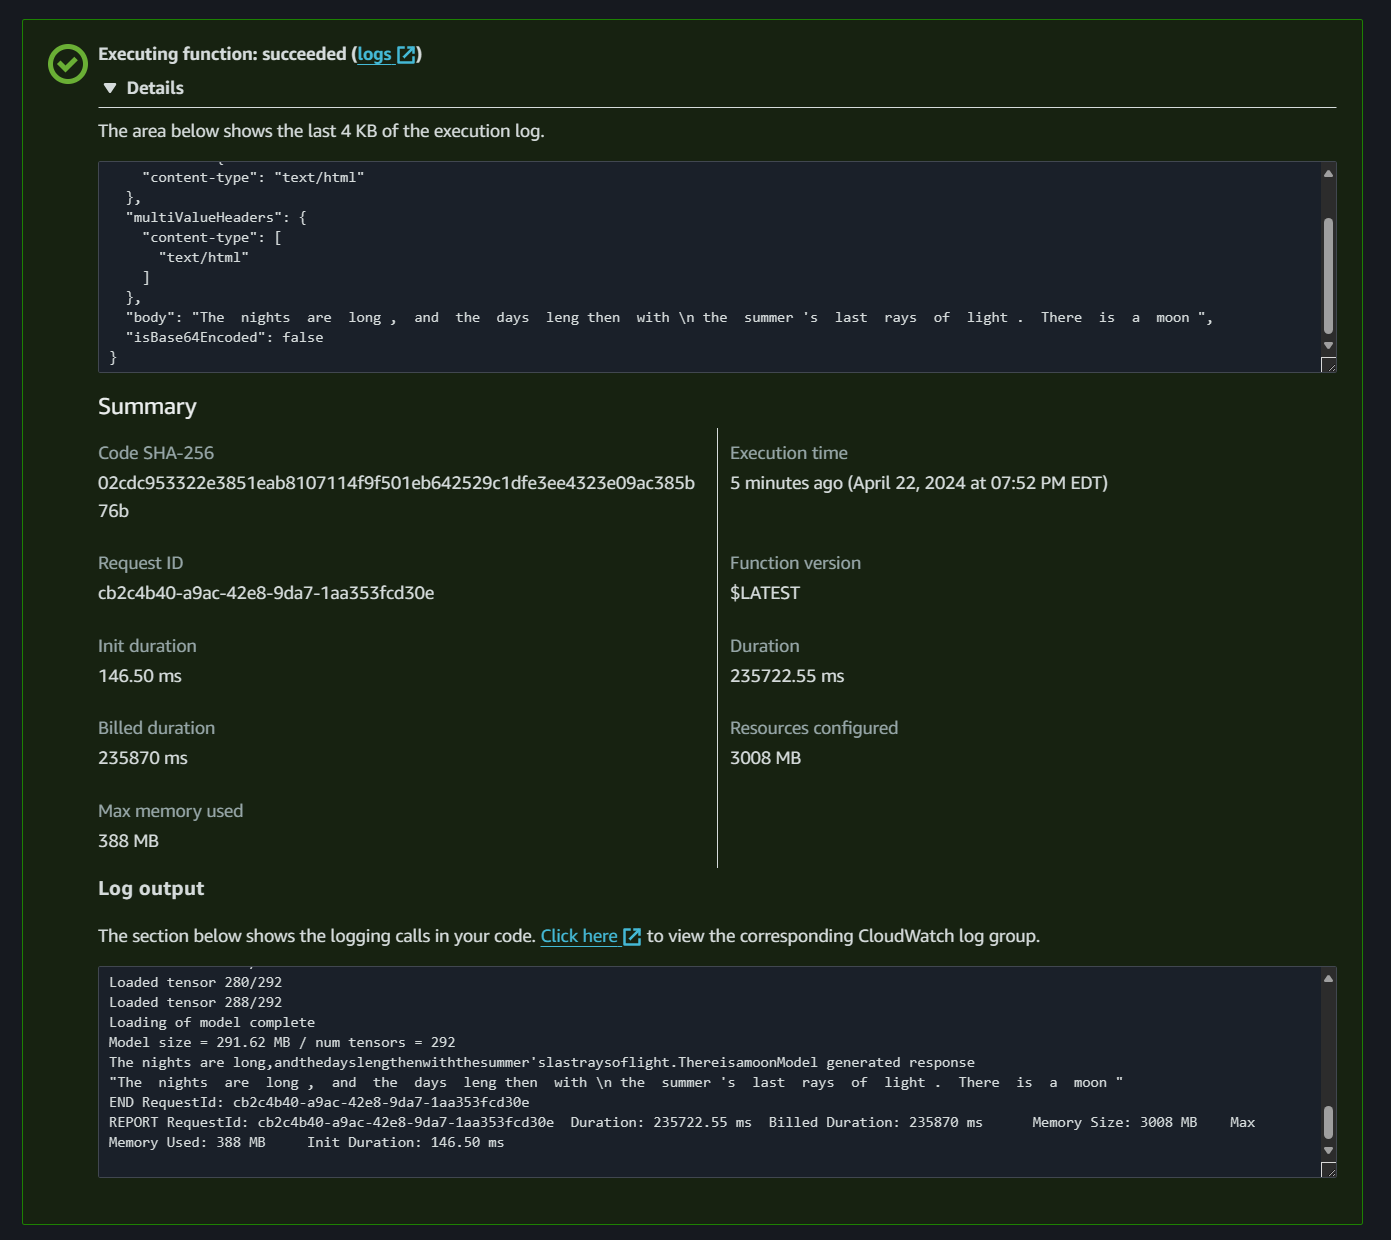 Executing function: succeeded (logs)
▼ Details
The area below shows the last 4 KB of the execution log.
    "content-type": "text/html"
  },
  "multiValueHeaders": {
    "content-type": [
      "text/html"
    ]
  },
  "body": "The  nights  are  long ,  and  the  days  leng then  with \n the  summer 's  last  rays  of  light .  There  is  a  moon ",
  "isBase64Encoded": false
}
Summary
Code SHA-256
02cdc953322e3851eab8107114f9f501eb642529c1dfe3ee4323e09ac385b
76b
Execution time
5 minutes ago (April 22, 2024 at 07:52 PM EDT)
Request ID
cb2c4b40-a9ac-42e8-9da7-1aa353fcd30e
Function version
$LATEST
Init duration
146.50 ms
Duration
235722.55 ms
Billed duration
235870 ms
Resources configured
3008 MB
Max memory used
388 MB
Log output
The section below shows the logging calls in your code. Click here to view the corresponding CloudWatch log group.
Loaded tensor 280/292
Loaded tensor 288/292
Loading of model complete
Model size = 291.62 MB / num tensors = 292
The nights are long,andthedayslengthenwiththesummer'slastraysoflight.ThereisamoonModel generated response
"The  nights  are  long ,  and  the  days  leng then  with \n the  summer 's  last  rays  of  light .  There  is  a  moon "
END RequestId: cb2c4b40-a9ac-42e8-9da7-1aa353fcd30e
REPORT RequestId: cb2c4b40-a9ac-42e8-9da7-1aa353fcd30e  Duration: 235722.55 ms  Billed Duration: 235870 ms      Memory Size: 3008 MB    Max
Memory Used: 388 MB     Init Duration: 146.50 ms